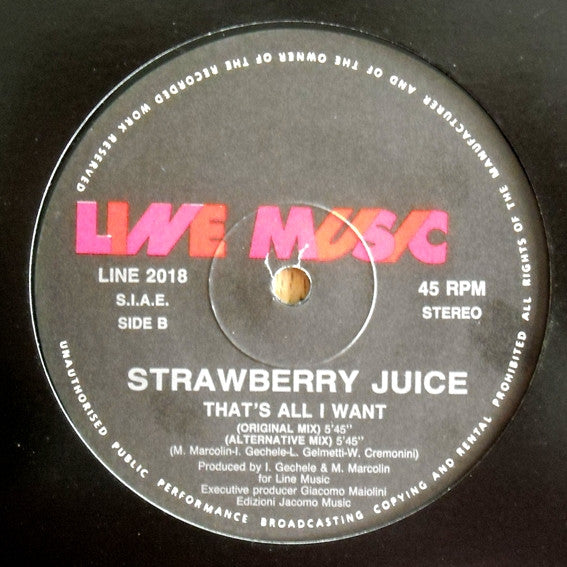 LINE MUSIC
LINE 2018
S.I.A.E.
SIDE B
45 RPM
STEREO
STRAWBERRY JUICE
THAT'S ALL I WANT
(ORIGINAL MIX) 5'45"
(ALTERNATIVE MIX) 5'45"
(M. Marcolin-I. Gechele-L. Gelmetti-W. Cremonini)
Produced by I. Gechele & M. Marcolin
for Line Music
Executive producer Giacomo Maiolini
Edizioni Jacomo Music
UNAUTHORISED PUBLIC PERFORMANCE BROADCASTING COPYING AND RENTAL PROHIBITED ALL RIGHTS OF THE MANUFACTURER AND OF THE OWNER OF THE RECORDED WORK RESERVED